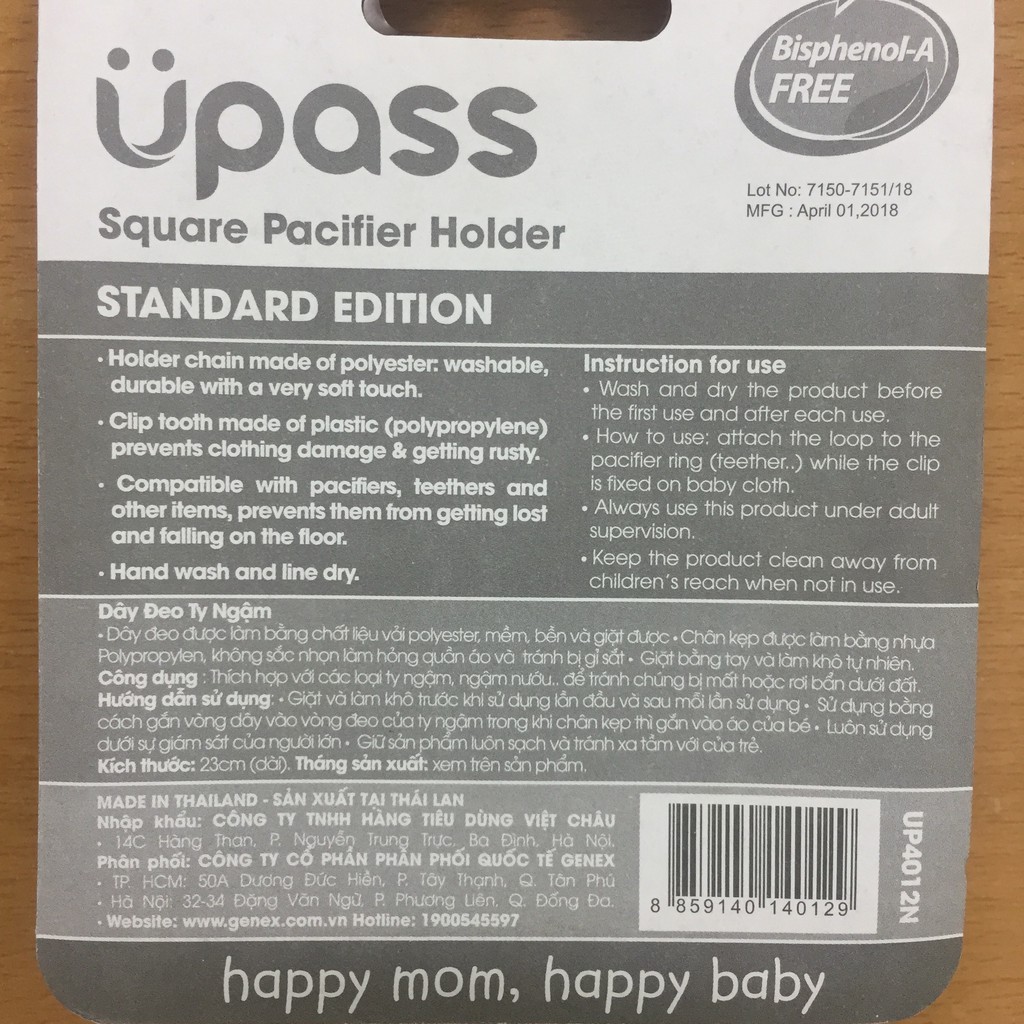 Üpass
Bisphenol-A
FREE
Lot No: 7150-7151/18
MFG : April 01,2018
Square Pacifier Holder
STANDARD EDITION
• Holder chain made of polyester: washable,
durable with a very soft touch.
• Clip tooth made of plastic (polypropylene)
prevents clothing damage & getting rusty.
• Compatible with pacifiers, teethers and
other items, prevents them from getting lost
and falling on the floor.
• Hand wash and line dry.
Instruction for use
• Wash and dry the product before
the first use and after each use.
• How to use: attach the loop to the
pacifier ring (teether..) while the clip
is fixed on baby cloth.
• Always use this product under adult
supervision.
• Keep the product clean away from
children's reach when not in use.
Dây Đeo Ty Ngậm
• Dây đeo được làm bằng chất liệu vải polyester, mềm, bền và giặt được • Chân kẹp được làm bằng nhựa
Polypropylen, không sắc nhọn làm hỏng quần áo và tránh bị gỉ sắt • Giặt bằng tay và làm khô tự nhiên.
Công dụng : Thích hợp với các loại ty ngậm, ngậm nướu.. để tránh chúng bị mất hoặc rơi bẩn dưới đất.
Hướng dẫn sử dụng: • Giặt và làm khô trước khi sử dụng lần đầu và sau mỗi lần sử dụng • Sử dụng bằng
cách gắn vòng dây vào vòng đeo của ty ngậm trong khi chân kẹp thì gắn vào áo của bé • Luôn sử dụng
dưới sự giám sát của người lớn • Giữ sản phẩm luôn sạch và tránh xa tầm với của trẻ.
Kích thước: 23cm (dài). Tháng sản xuất: xem trên sản phẩm.
MADE IN THAILAND - SẢN XUẤT TẠI THÁI LAN
Nhập khẩu: CÔNG TY TNHH HÀNG TIÊU DÙNG VIỆT CHÂU
• 14C Hàng Than, P. Nguyễn Trung Trực, Ba Đình, Hà Nội.
Phân phối: CÔNG TY CỔ PHẦN PHÂN PHỐI QUỐC TẾ GENEX
• TP. HCM: 50A Dương Đức Hiền, P. Tây Thạnh, Q. Tân Phú
• Hà Nội: 32-34 Đặng Văn Ngữ, P. Phương Liên, Q. Đống Đa.
• Website: www.genex.com.vn Hotline: 1900545597
8 859140 140129
UP4012N
happy mom, happy baby